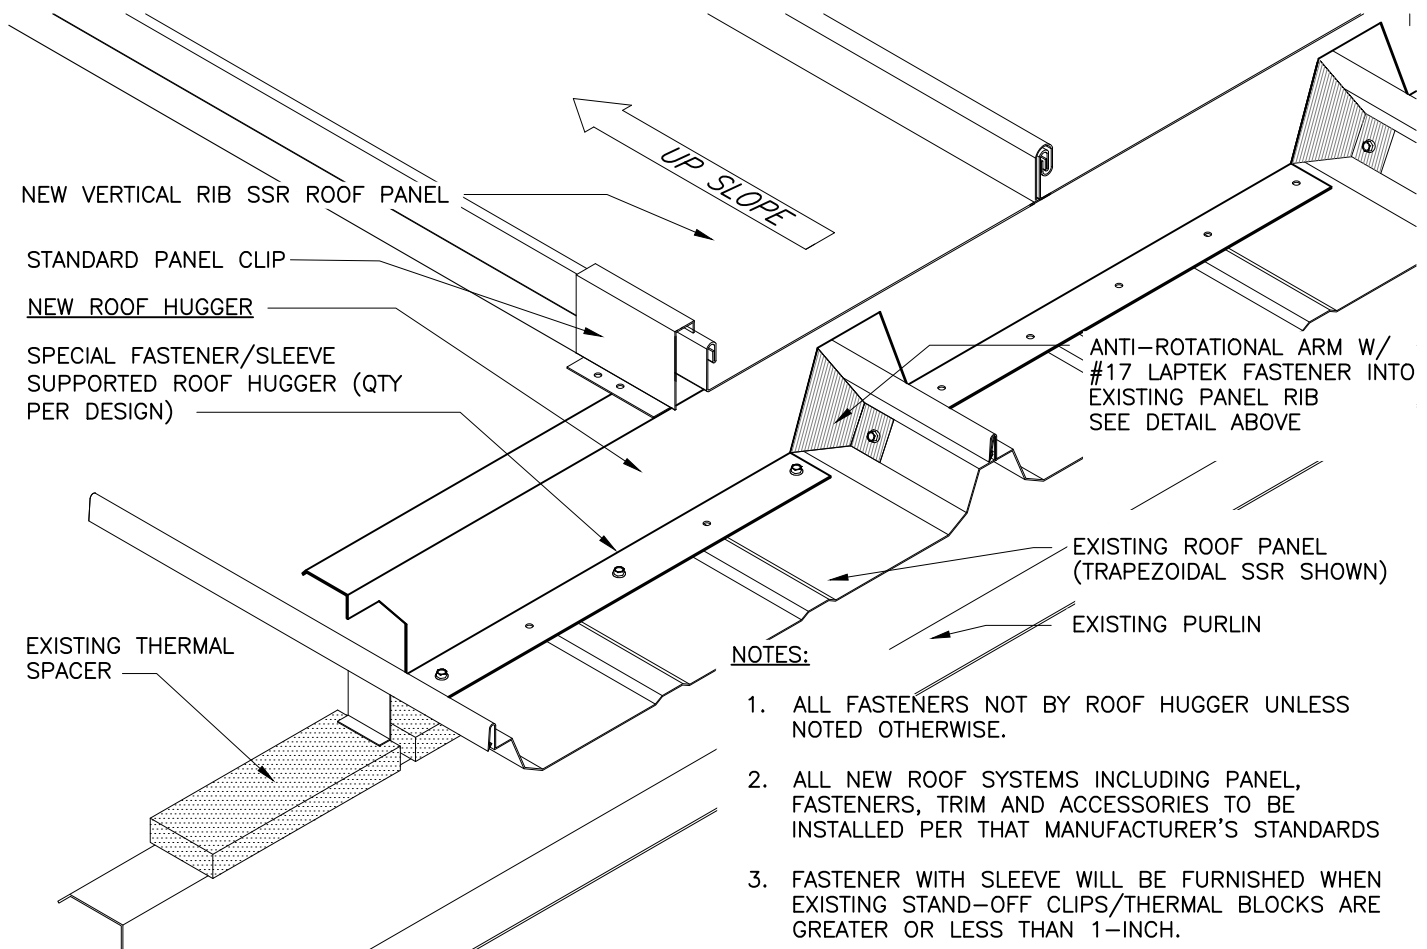 UP SLOPE
NEW VERTICAL RIB SSR ROOF PANEL
STANDARD PANEL CLIP
NEW ROOF HUGGER
SPECIAL FASTENER/SLEEVE
SUPPORTED ROOF HUGGER (QTY
PER DESIGN)
ANTI-ROTATIONAL ARM W/
#17 LAPTEK FASTENER INTO
EXISTING PANEL RIB
SEE DETAIL ABOVE
EXISTING ROOF PANEL
(TRAPEZOIDAL SSR SHOWN)
EXISTING PURLIN
EXISTING THERMAL
SPACER
NOTES:
1. ALL FASTENERS NOT BY ROOF HUGGER UNLESS
NOTED OTHERWISE.
2. ALL NEW ROOF SYSTEMS INCLUDING PANEL,
FASTENERS, TRIM AND ACCESSORIES TO BE
INSTALLED PER THAT MANUFACTURER'S STANDARDS
3. FASTENER WITH SLEEVE WILL BE FURNISHED WHEN
EXISTING STAND-OFF CLIPS/THERMAL BLOCKS ARE
GREATER OR LESS THAN 1-INCH.